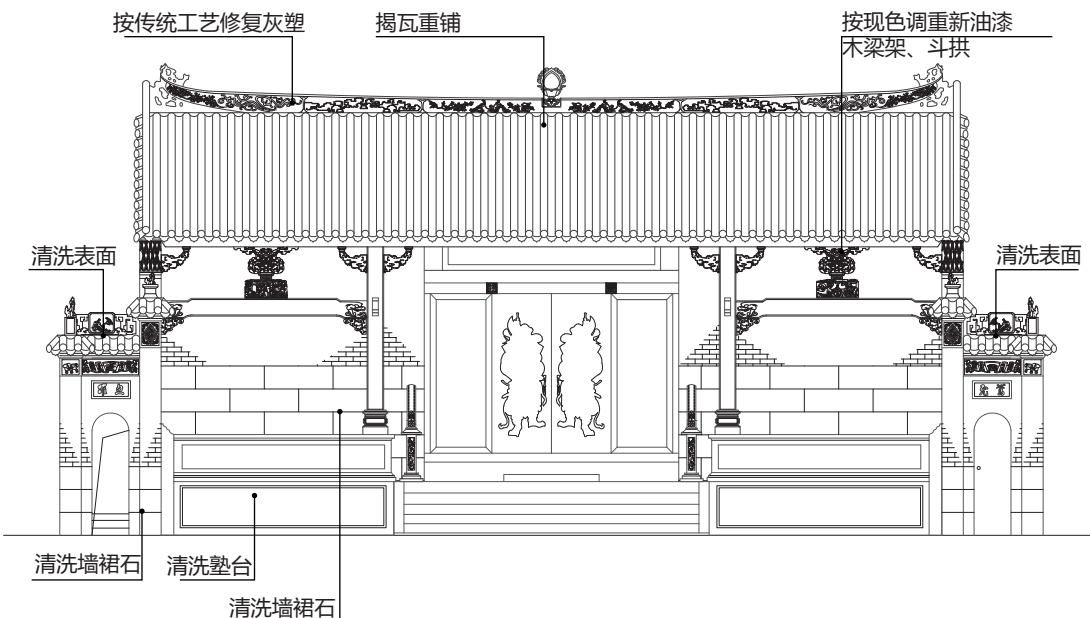 按传统工艺修复灰塑
揭瓦重铺
按现色调重新油漆
木梁架、斗拱
清洗表面
清洗表面
清洗墙裙石
清洗塾台
清洗墙裙石